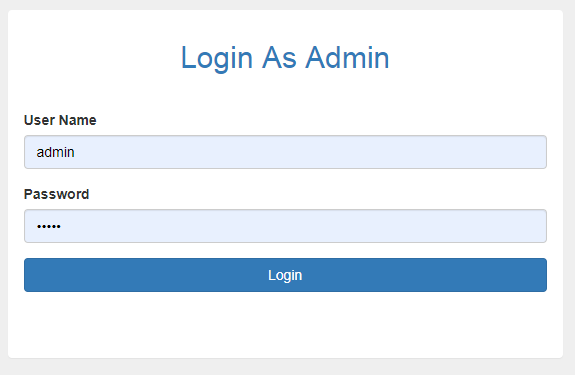 Login As Admin
User Name
admin
Password
•••••
Login